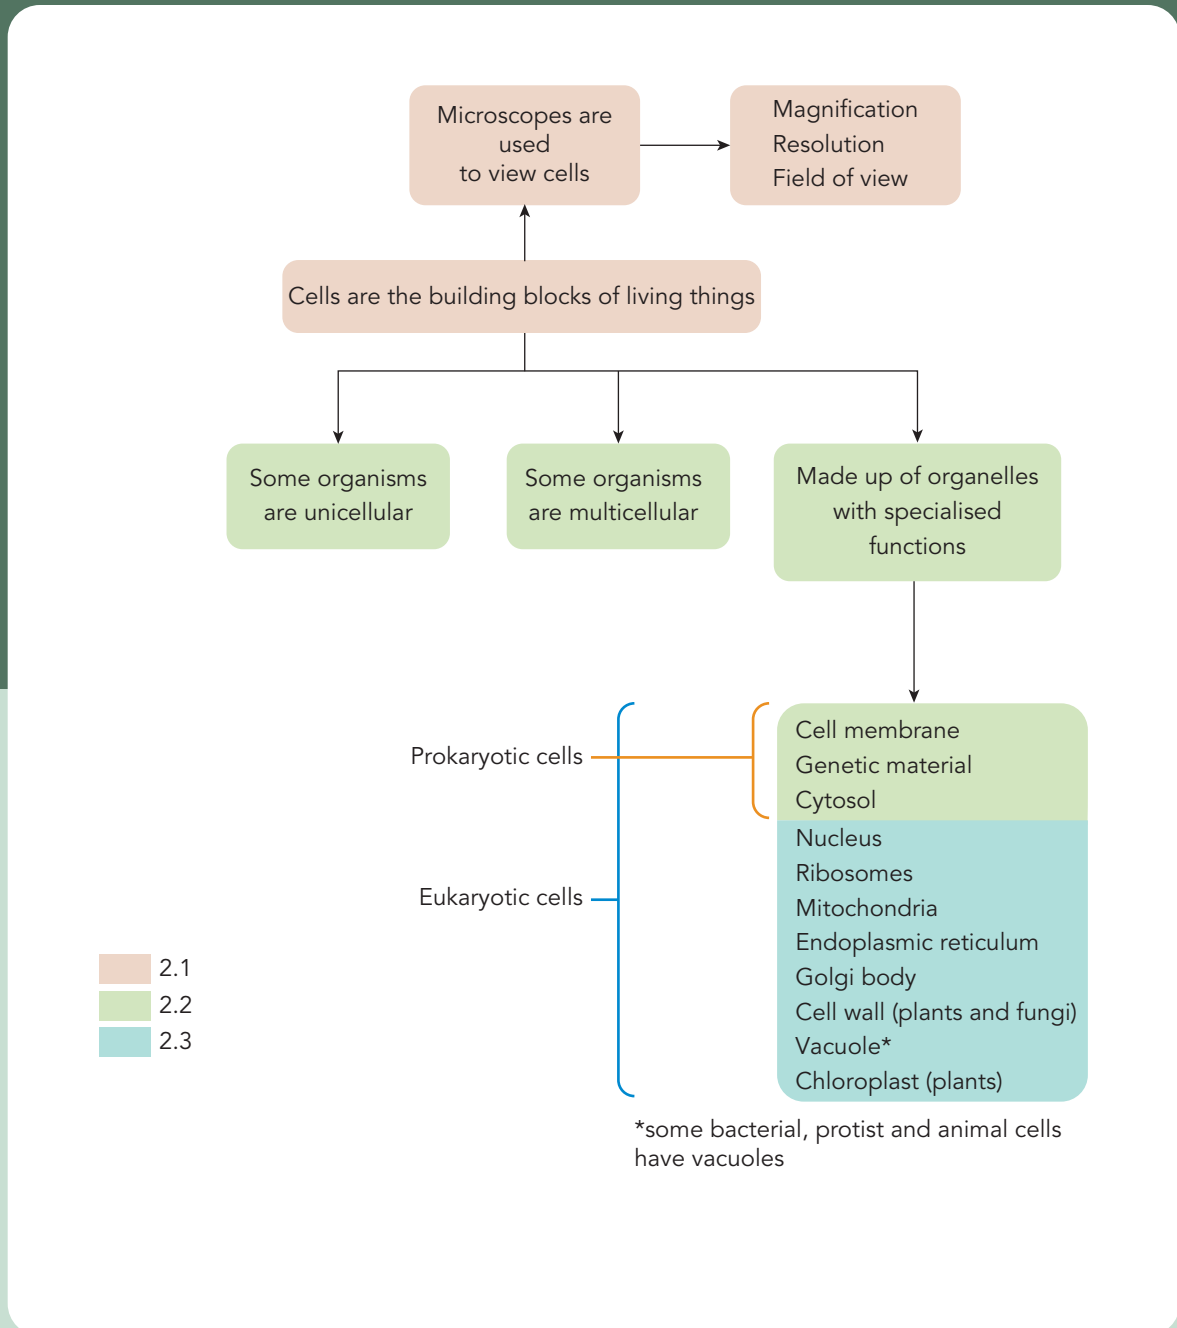 Microscopes are
used
to view cells
Magnification
Resolution
Field of view
Cells are the building blocks of living things
Some organisms
are unicellular
Some organisms
are multicellular
Made up of organelles
with specialised
functions
Prokaryotic cells
Eukaryotic cells
Cell membrane
Genetic material
Cytosol
Nucleus
Ribosomes
Mitochondria
Endoplasmic reticulum
Golgi body
Cell wall (plants and fungi)
Vacuole*
Chloroplast (plants)
*some bacterial, protist and animal cells
have vacuoles
2.1
2.2
2.3